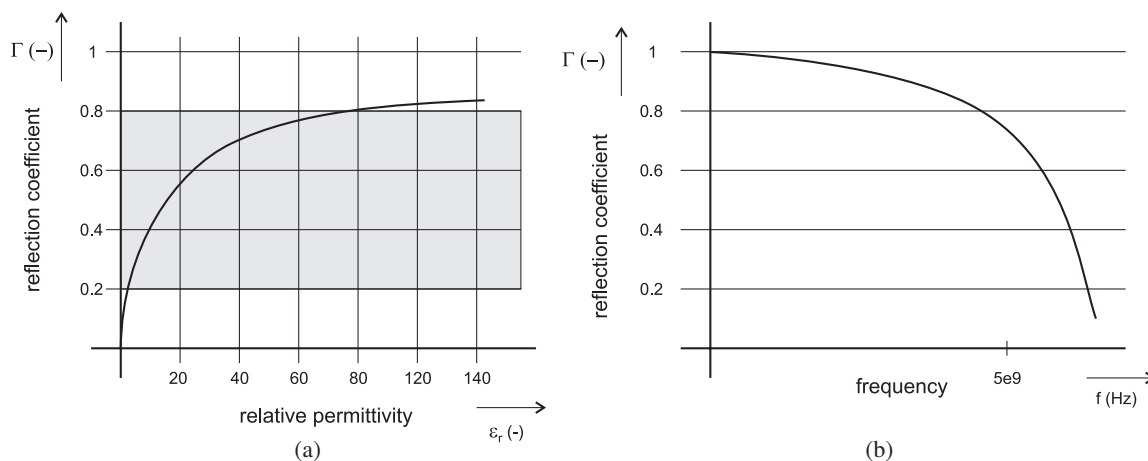 Γ (–)
reflection coefficient
1
0.8
0.6
0.4
0.2
20 40 60 80 120 140
relative permittivity
εr (-)
(a)
Γ (–)
reflection coefficient
1
0.8
0.6
0.4
0.2
5e9
frequency
f (Hz)
(b)